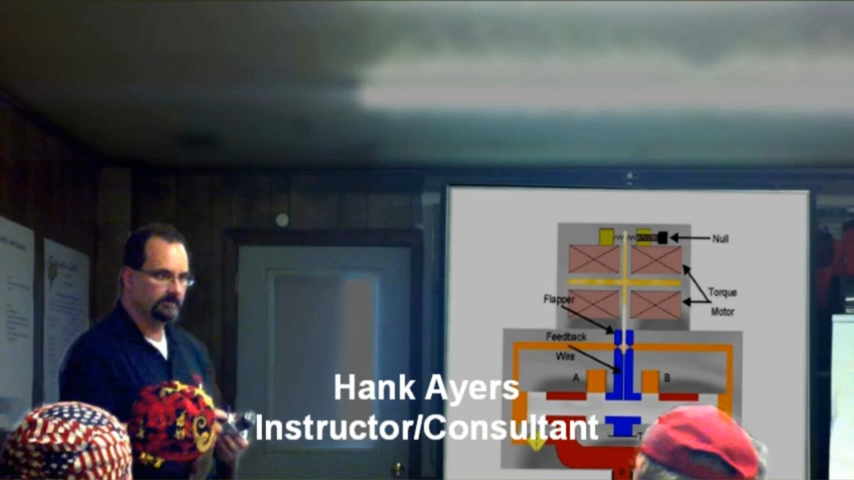 Null
Torque
Motor
Flapper
Feedback
Wire
A
B
Hank Ayers
Instructor/Consultant